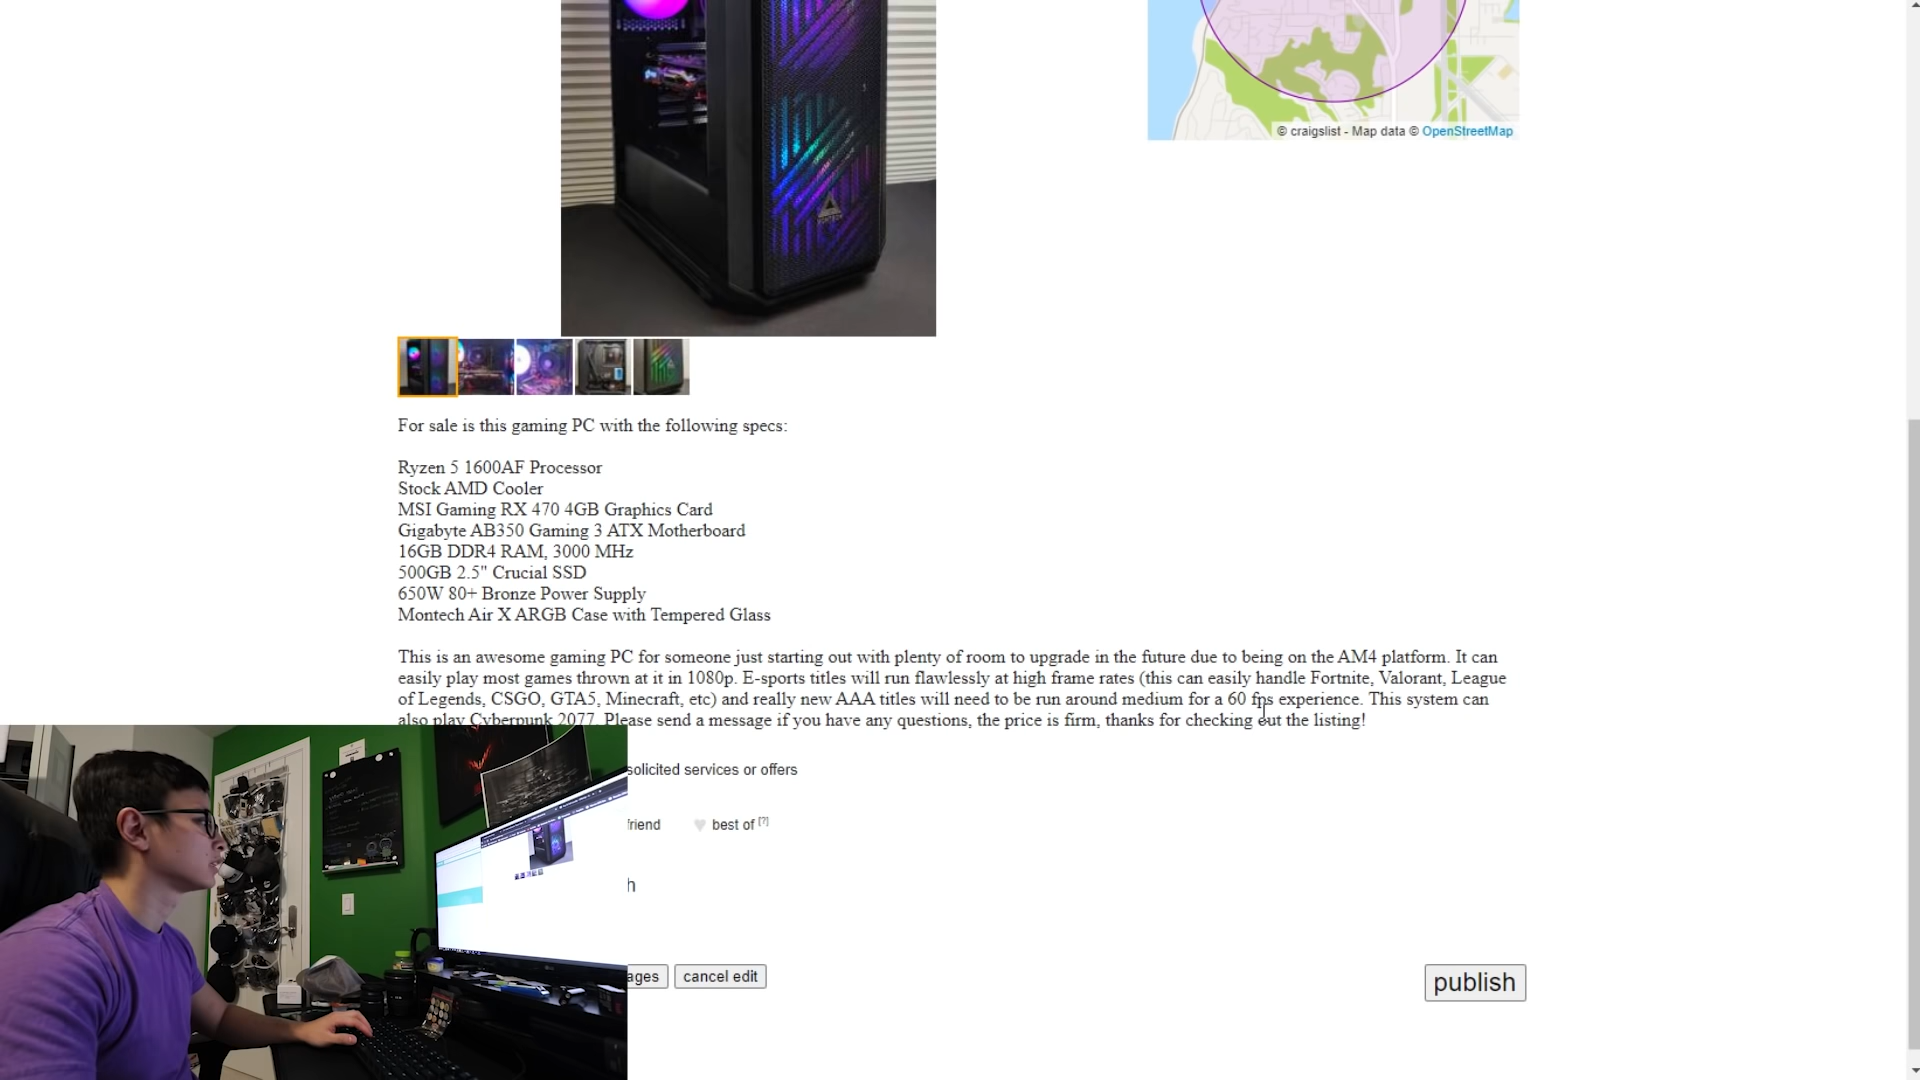 © craigslist - Map data © OpenStreetMap
For sale is this gaming PC with the following specs:
Ryzen 5 1600AF Processor
Stock AMD Cooler
MSI Gaming RX 470 4GB Graphics Card
Gigabyte AB350 Gaming 3 ATX Motherboard
16GB DDR4 RAM, 3000 MHz
500GB 2.5" Crucial SSD
650W 80+ Bronze Power Supply
Montech Air X ARGB Case with Tempered Glass
This is an awesome gaming PC for someone just starting out with plenty of room to upgrade in the future due to being on the AM4 platform. It can
easily play most games thrown at it in 1080p. E-sports titles will run flawlessly at high frame rates (this can easily handle Fortnite, Valorant, League
of Legends, CSGO, GTA5, Minecraft, etc) and really new AAA titles will need to be run around medium for a 60 fps experience. This system can
also play Cyberpunk 2077. Please send a message if you have any questions, the price is firm, thanks for checking out the listing!
solicited services or offers
friend best of [?]
h
ages cancel edit
publish